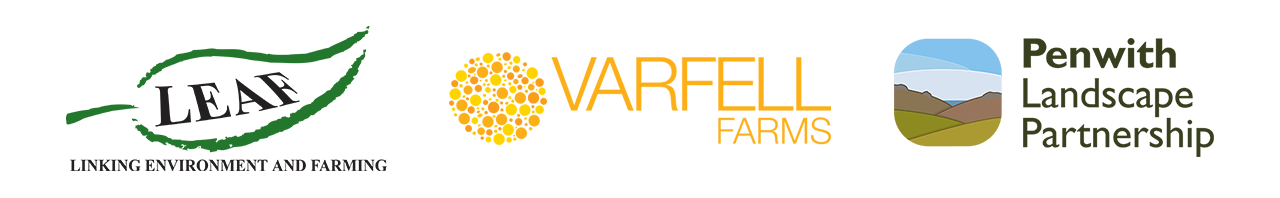 LEAF
LINKING ENVIRONMENT AND FARMING
VARFELL
FARMS
Penwith
Landscape
Partnership